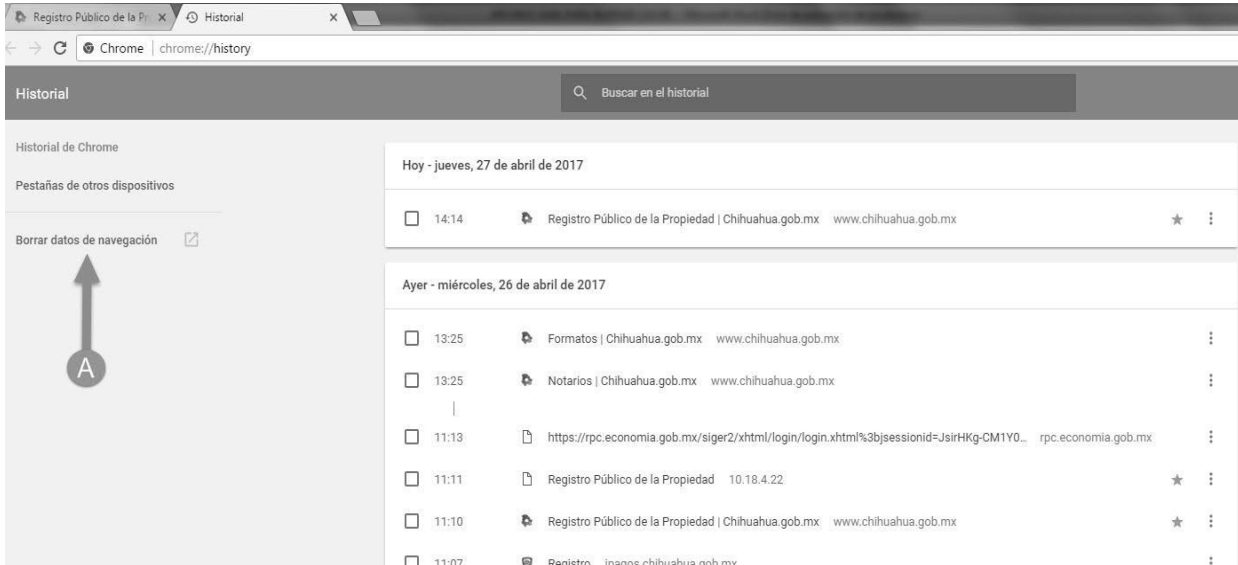 Registro Público de la Pr
Historial
Chrome | chrome://history
Historial
Buscar en el historial
Historial de Chrome
Pestañas de otros dispositivos
Borrar datos de navegación
A
Hoy - jueves, 27 de abril de 2017
14:14 Registro Público de la Propiedad | Chihuahua.gob.mx www.chihuahua.gob.mx
Ayer - miércoles, 26 de abril de 2017
13:25 Formatos | Chihuahua.gob.mx www.chihuahua.gob.mx
13:25 Notarios | Chihuahua.gob.mx www.chihuahua.gob.mx
11:13 https://rpc.economia.gob.mx/siger2/xhtml/login/login.xhtml%3bjsessionid=JsirHKg-CM1Y0... rpc.economia.gob.mx
11:11 Registro Público de la Propiedad 10.18.4.22
11:10 Registro Público de la Propiedad | Chihuahua.gob.mx www.chihuahua.gob.mx
11:07 Registro ipagos.chihuahua.gob.mx